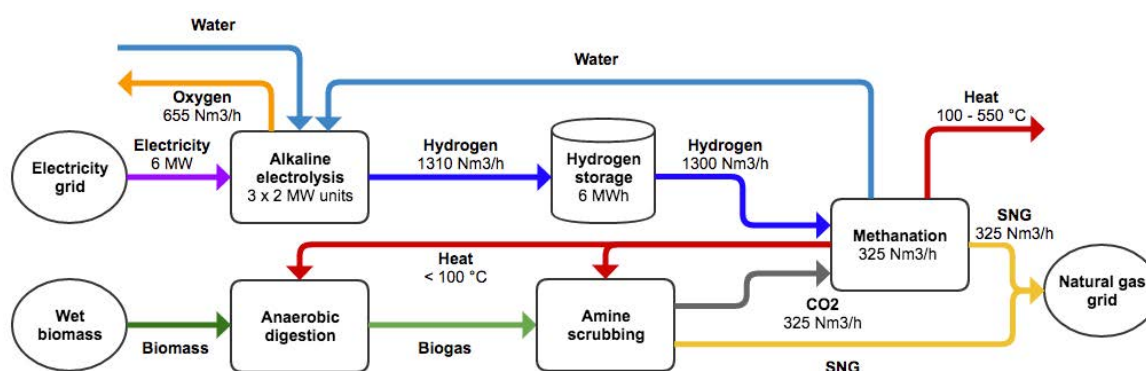 Water
Water
Oxygen
655 Nm3/h
Heat
100 - 550 °C
Electricity
grid
Electricity
6 MW
Alkaline
electrolysis
3 x 2 MW units
Hydrogen
1310 Nm3/h
Hydrogen
storage
6 MWh
Hydrogen
1300 Nm3/h
Methanation
325 Nm3/h
SNG
325 Nm3/h
Natural gas
grid
Heat
< 100 °C
Wet
biomass
Biomass
Anaerobic
digestion
Biogas
Amine
scrubbing
CO2
325 Nm3/h
SNG